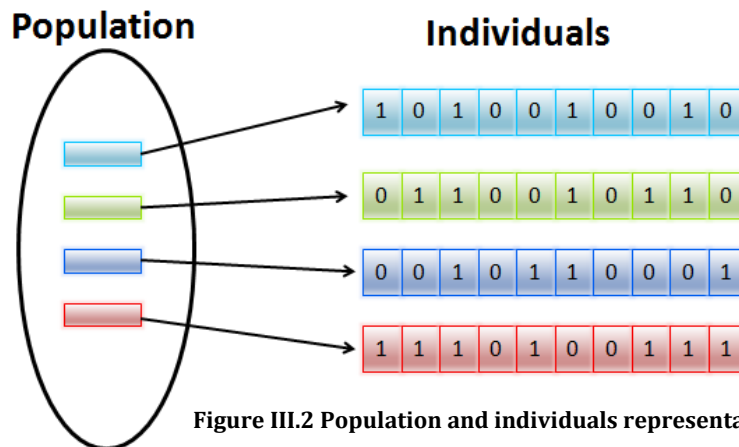 Population
Individuals
1 0 1 0 0 1 0 0 1 0
0 1 1 0 0 1 0 1 1 0
0 0 1 0 1 1 0 0 0 1
1 1 1 0 1 0 0 1 1 1
Figure III.2 Population and individuals representa